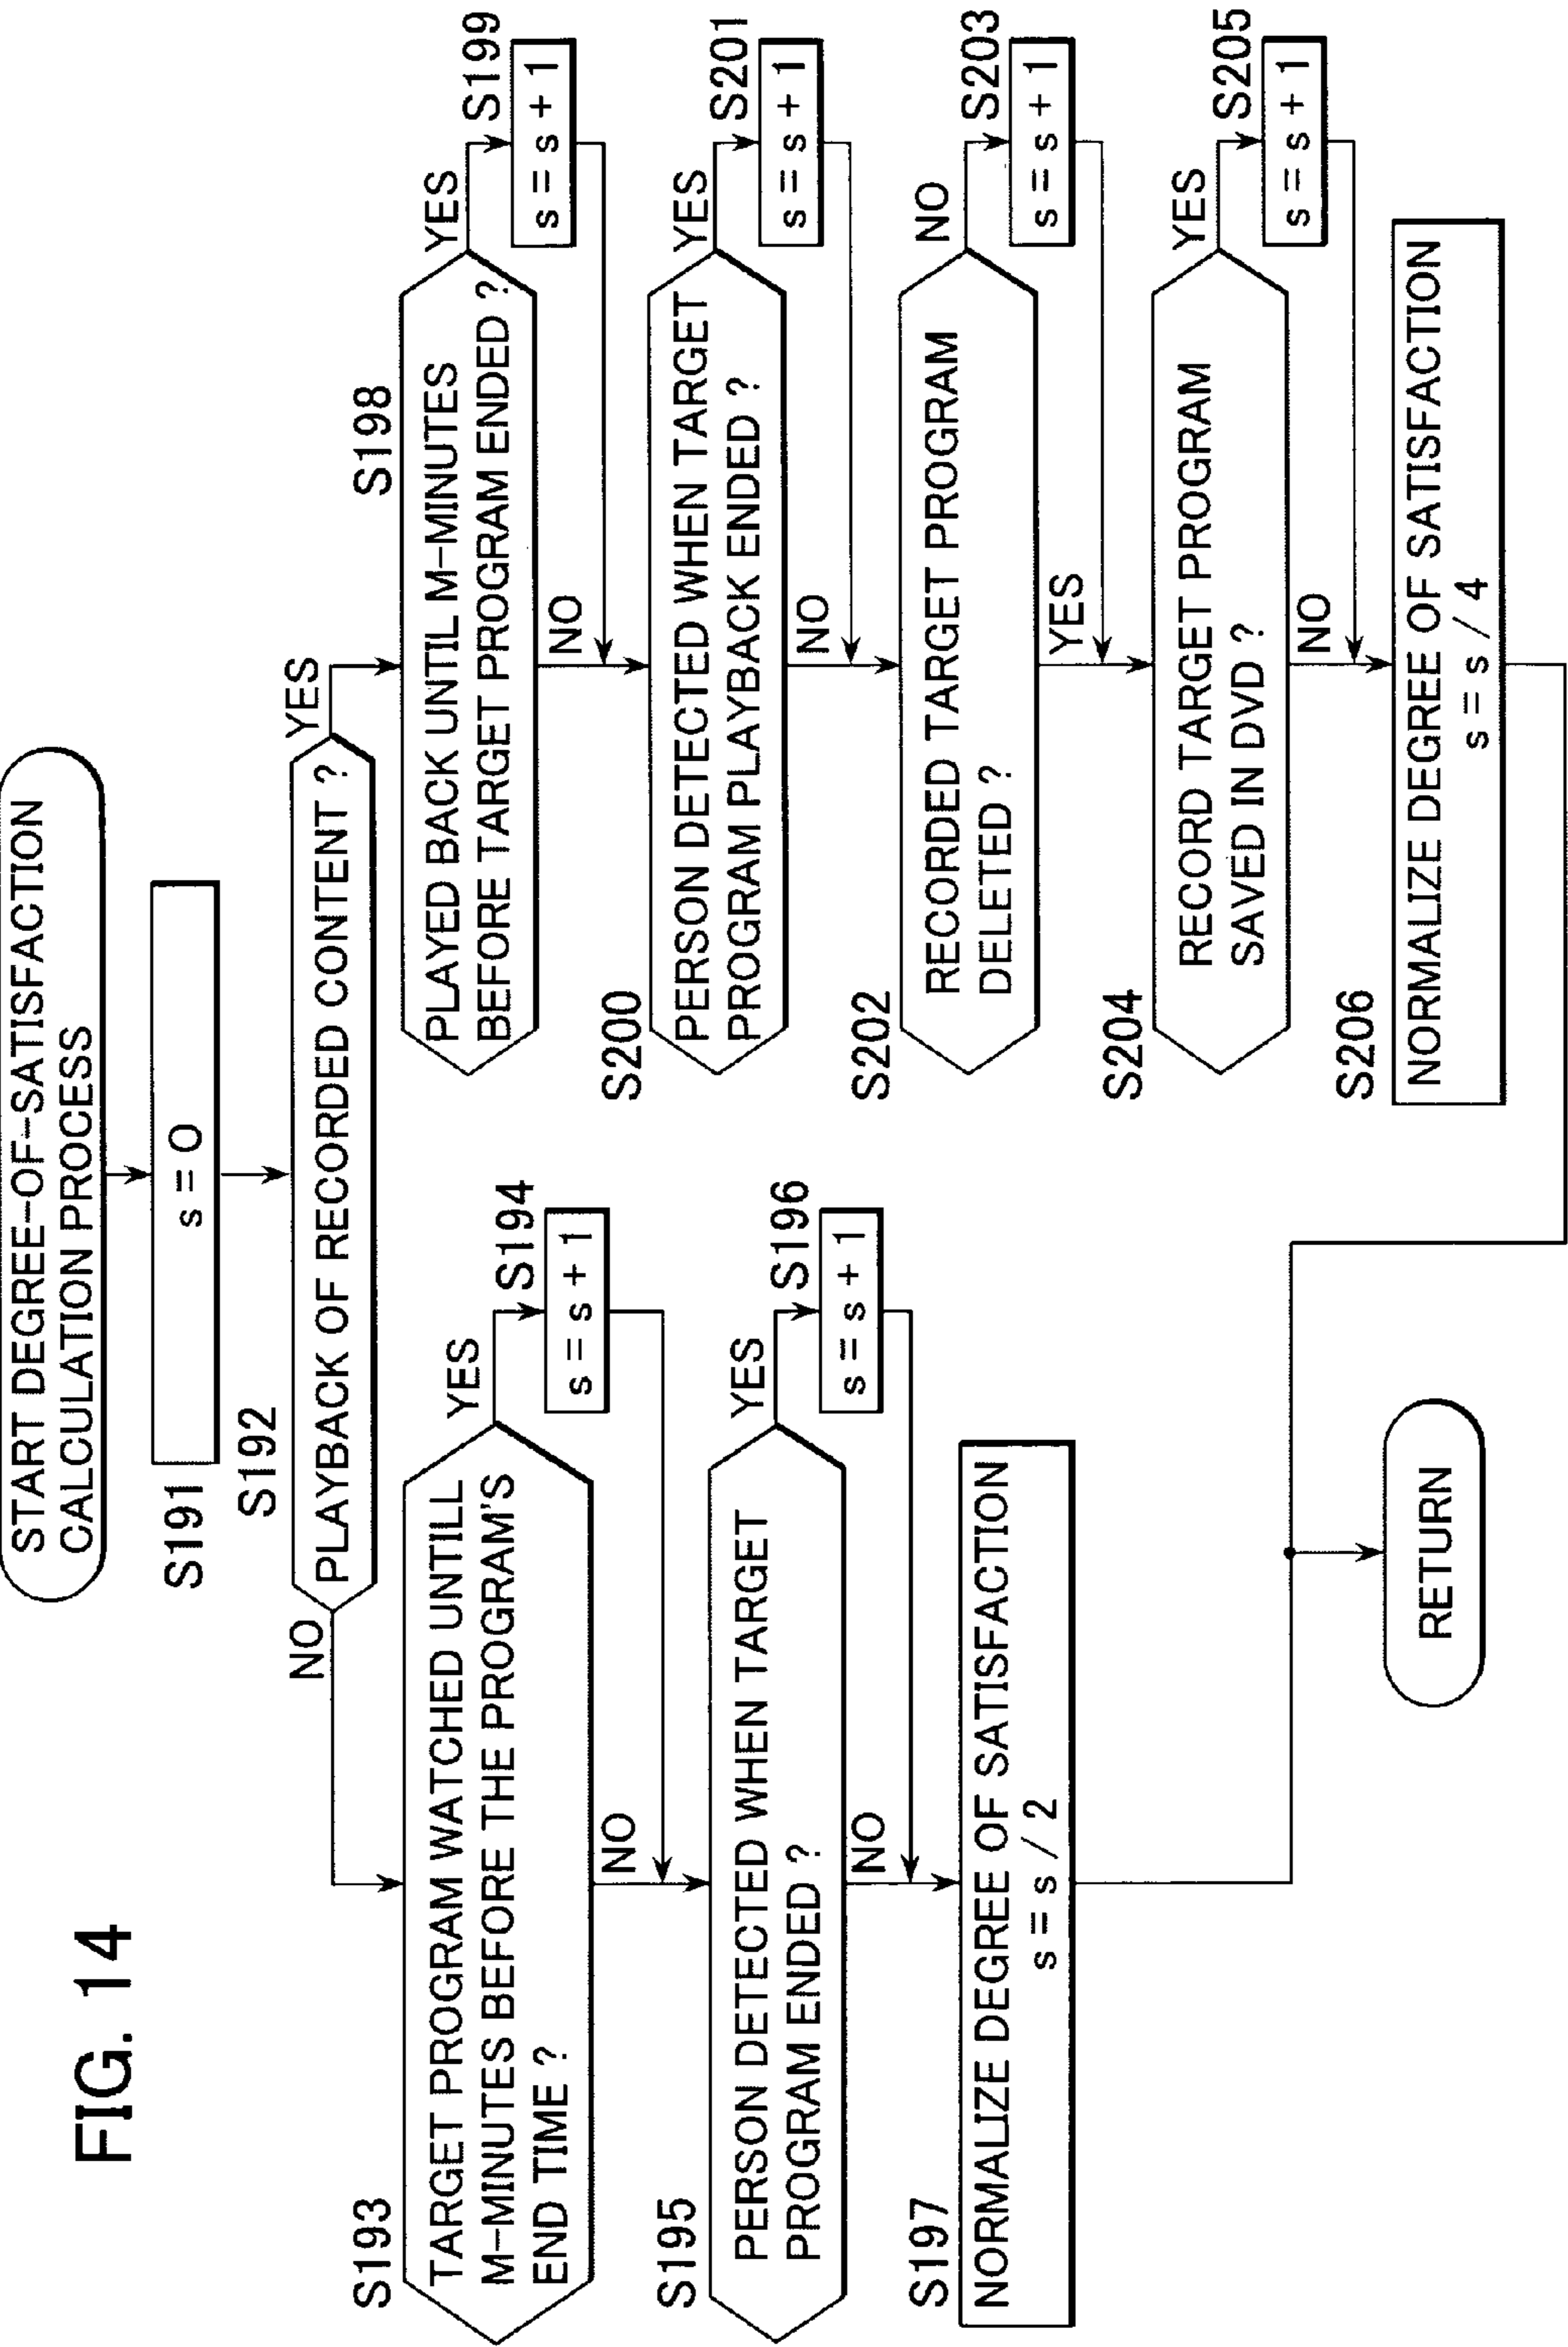 FIG. 14
START DEGREE-OF-SATISFACTION
CALCULATION PROCESS
S191
s = 0
S192
PLAYBACK OF RECORDED CONTENT ?
NO
YES
S193
TARGET PROGRAM WATCHED UNTILL
M-MINUTES BEFORE THE PROGRAM'S
END TIME ?
YES
S194
s = s + 1
NO
S195
PERSON DETECTED WHEN TARGET
PROGRAM ENDED ?
YES
S196
s = s + 1
NO
S197
NORMALIZE DEGREE OF SATISFACTION
s = s / 2
S198
PLAYED BACK UNTIL M-MINUTES
BEFORE TARGET PROGRAM ENDED ?
YES
S199
s = s + 1
NO
S200
PERSON DETECTED WHEN TARGET
PROGRAM PLAYBACK ENDED ?
YES
S201
s = s + 1
NO
S202
RECORDED TARGET PROGRAM
DELETED ?
NO
S203
s = s + 1
YES
S204
RECORD TARGET PROGRAM
SAVED IN DVD ?
YES
S205
s = s + 1
NO
S206
NORMALIZE DEGREE OF SATISFACTION
s = s / 4
RETURN